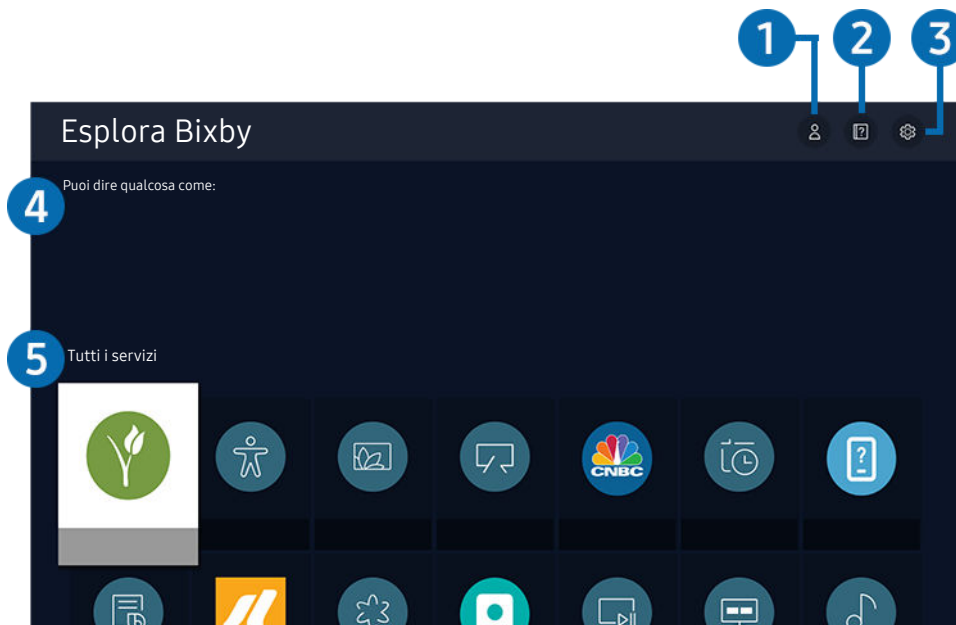 1 2 3
Esplora Bixby
4
Puoi dire qualcosa come:
5
Tutti i servizi
CNBC
?